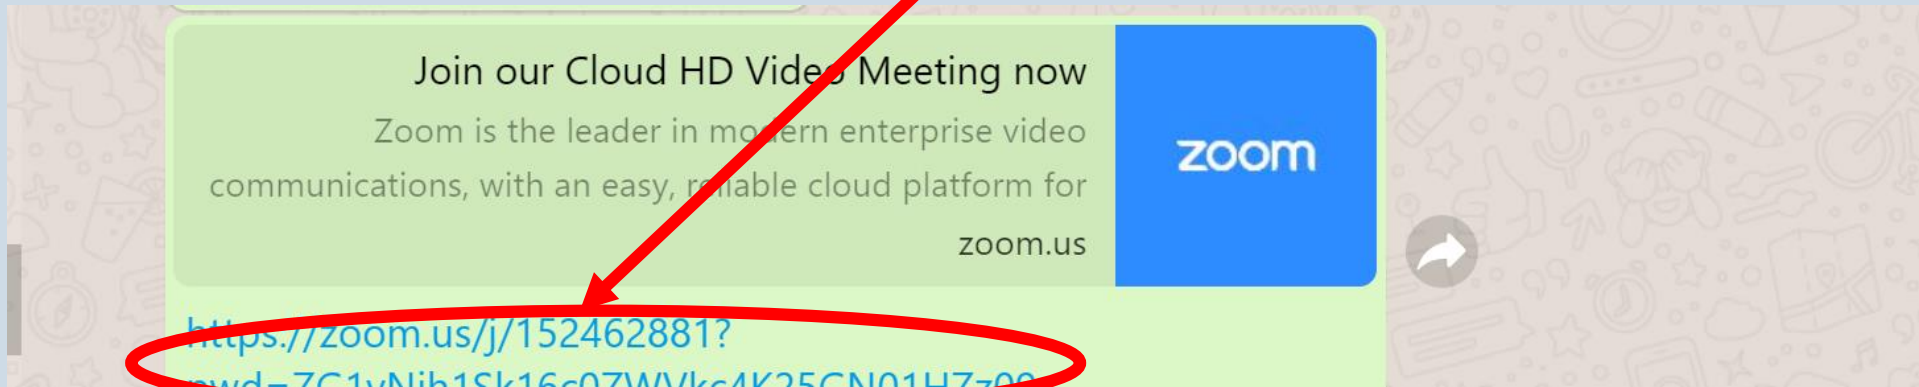 Join our Cloud HD Video Meeting now
Zoom is the leader in modern enterprise video
communications, with an easy, reliable cloud platform for
zoom.us
zoom
https://zoom.us/j/152462881?